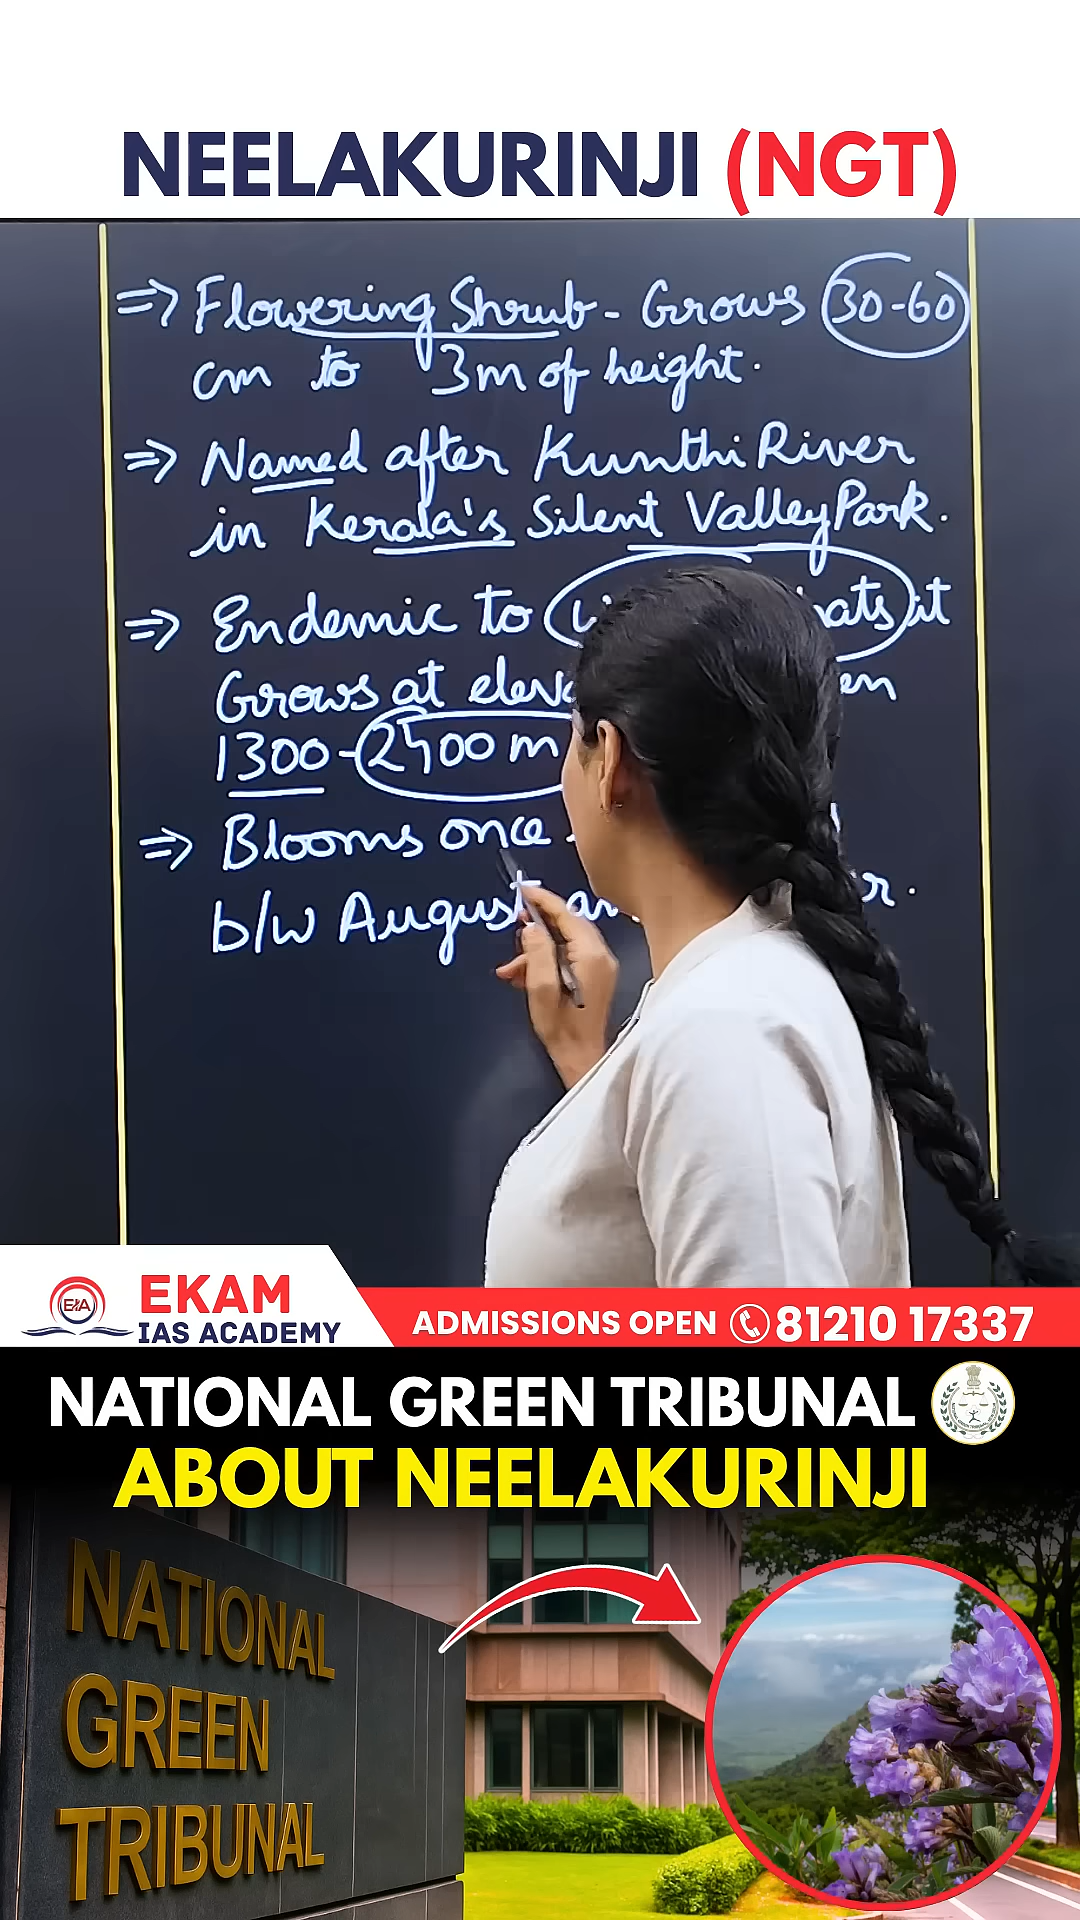 NEELAKURINJI (NGT)
=> Flowering Shrub - Grows 30-60
cm to 3m of height.
=> Named after Kunthi River
in Kerala's Silent Valley Park.
=> Endemic to it
Grows at
1300-2400 m
=> Blooms once
b/w August
EKAM
IAS ACADEMY
ADMISSIONS OPEN 81210 17337
NATIONAL GREEN TRIBUNAL
ABOUT NEELAKURINJI
NATIONAL
GREEN
TRIBUNAL